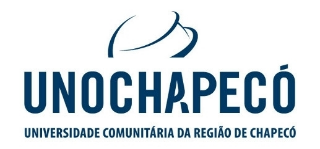 UNOCHAPECÓ
UNIVERSIDADE COMUNITÁRIA DA REGIÃO DE CHAPECÓ